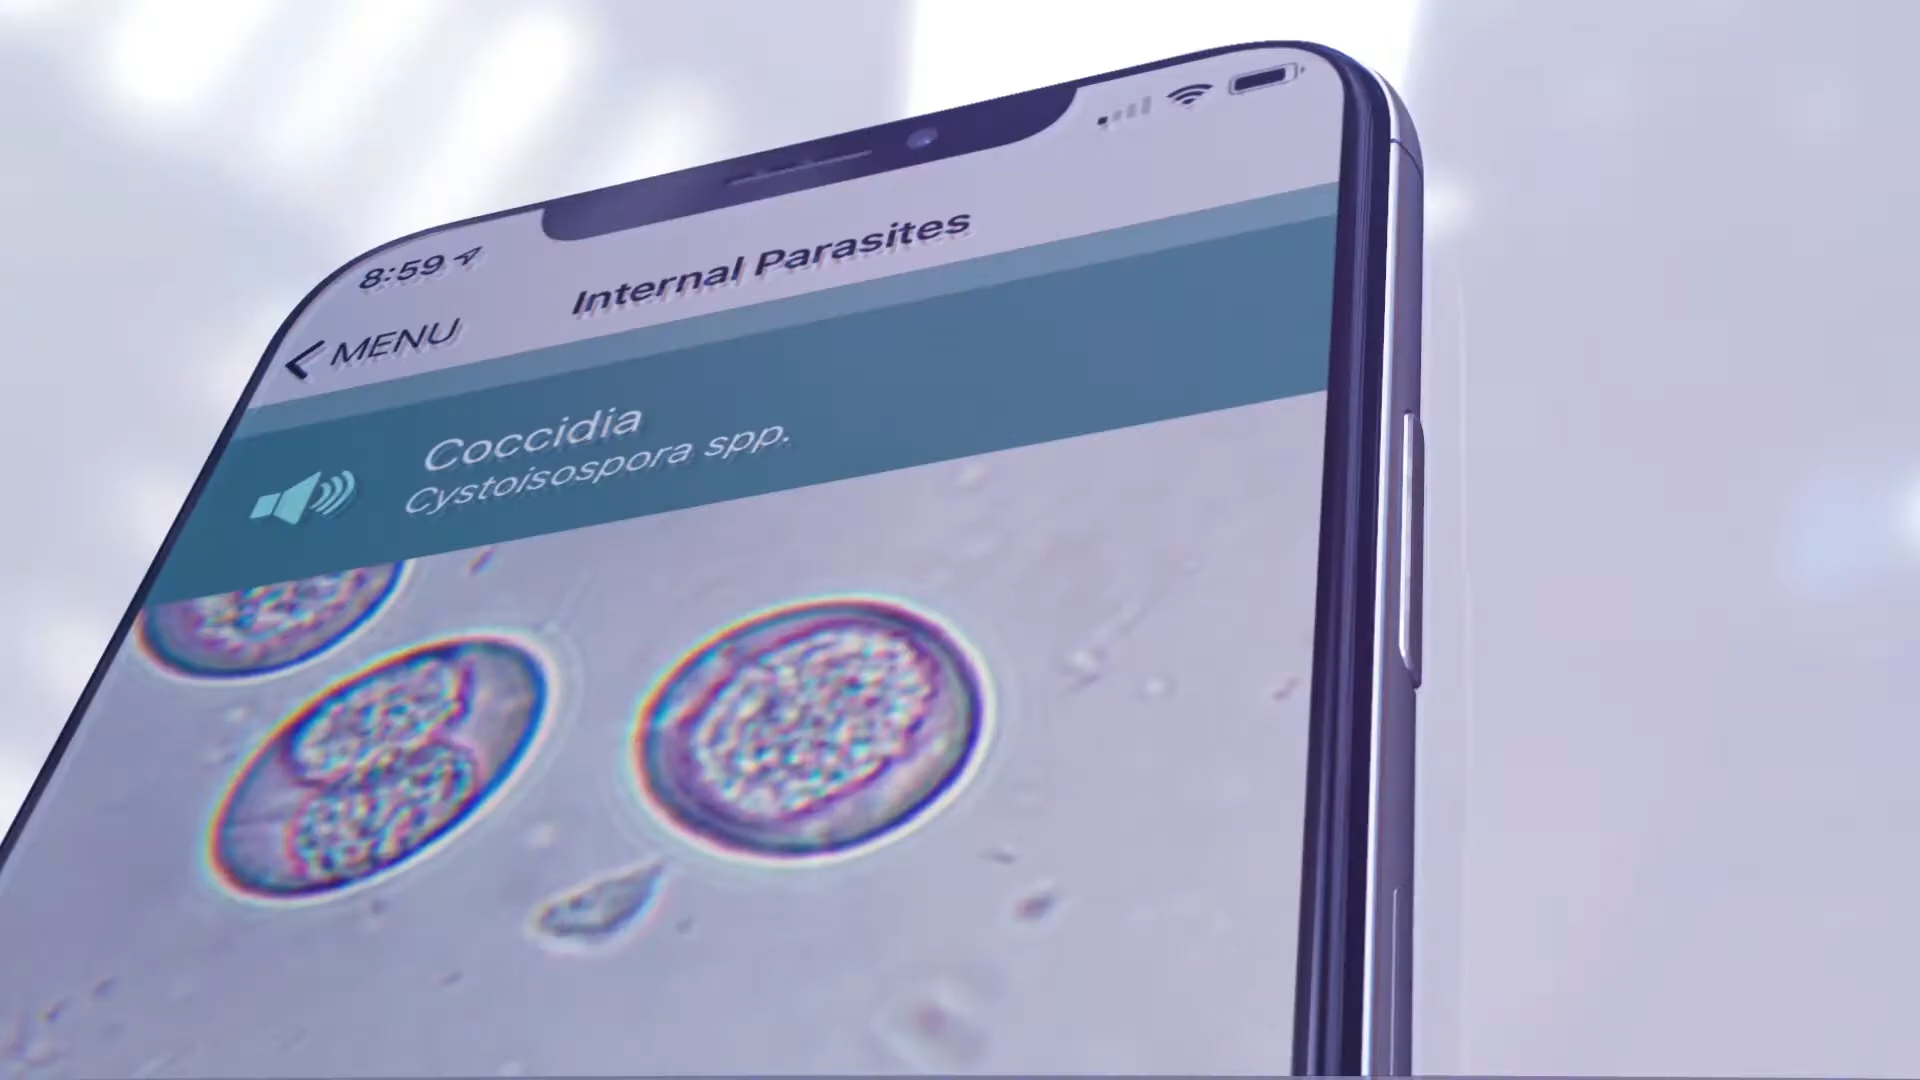 8:59
Internal Parasites
MENU
Coccidia
Cystoisospora spp.